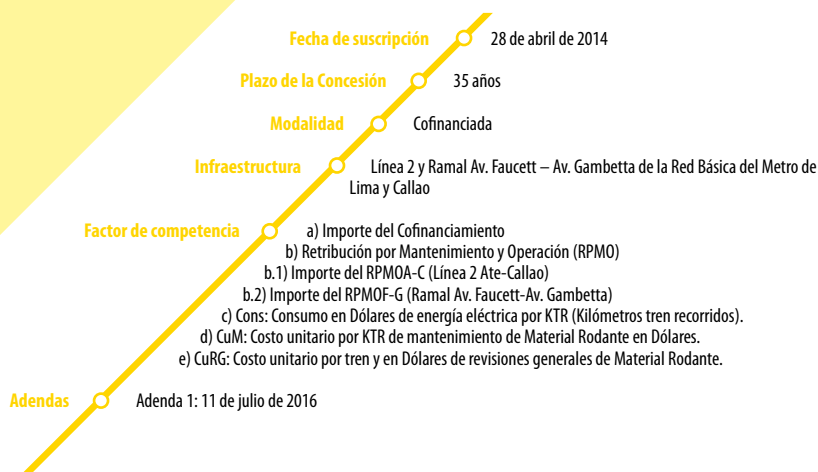 Fecha de suscripción 28 de abril de 2014
Plazo de la Concesión 35 años
Modalidad Cofinanciada
Infraestructura Línea 2 y Ramal Av. Faucett – Av. Gambetta de la Red Básica del Metro de
Lima y Callao
Factor de competencia a) Importe del Cofinanciamiento
b) Retribución por Mantenimiento y Operación (RPMO)
b.1) Importe del RPMOA-C (Línea 2 Ate-Callao)
b.2) Importe del RPMOF-G (Ramal Av. Faucett-Av. Gambetta)
c) Cons: Consumo en Dólares de energía eléctrica por KTR (Kilómetros tren recorridos).
d) CuM: Costo unitario por KTR de mantenimiento de Material Rodante en Dólares.
e) CuRG: Costo unitario por tren y en Dólares de revisiones generales de Material Rodante.
Adendas Adenda 1: 11 de julio de 2016